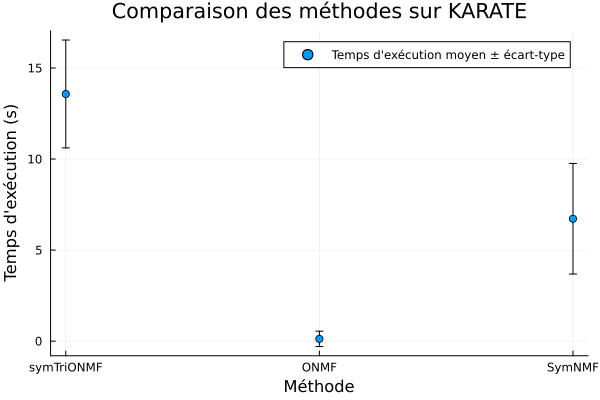 Comparaison des méthodes sur KARATE
Temps d'exécution moyen ± écart-type
Temps d'exécution (s)
15
10
5
0
symTriONMF
ONMF
SymNMF
Méthode